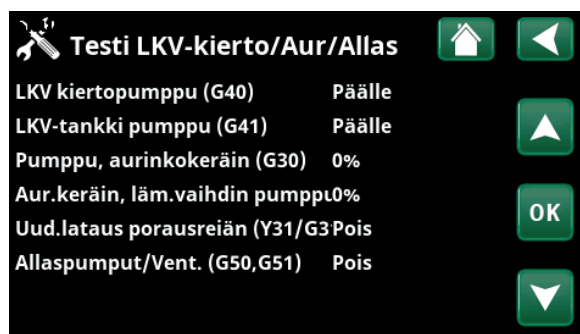 Testi LKV-kierto/Aur/Allas
LKV kiertopumppu (G40) Päälle
LKV-tankki pumppu (G41) Päälle
Pumppu, aurinkokeräin (G30) 0%
Aur.keräin, läm.vaihdin pumppu 0%
Uud.lataus porausreiän (Y31/G3 Pois
Allaspumput/Vent. (G50,G51) Pois
OK